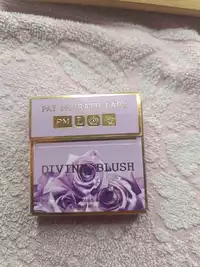 PAT McGRATH LABS
PM
DIVINE BLUSH